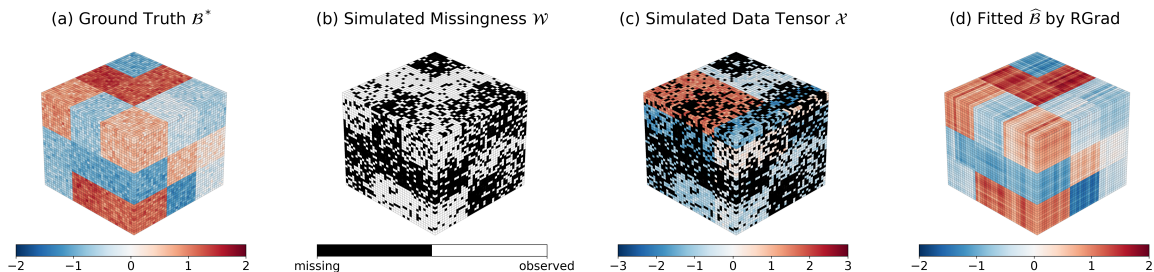 (a) Ground Truth 𝓑*
(b) Simulated Missingness 𝓦
(c) Simulated Data Tensor 𝓧
(d) Fitted 𝓑̂ by RGrad
−2 −1 0 1 2
missing observed
−3 −2 −1 0 1 2 3
−2 −1 0 1 2